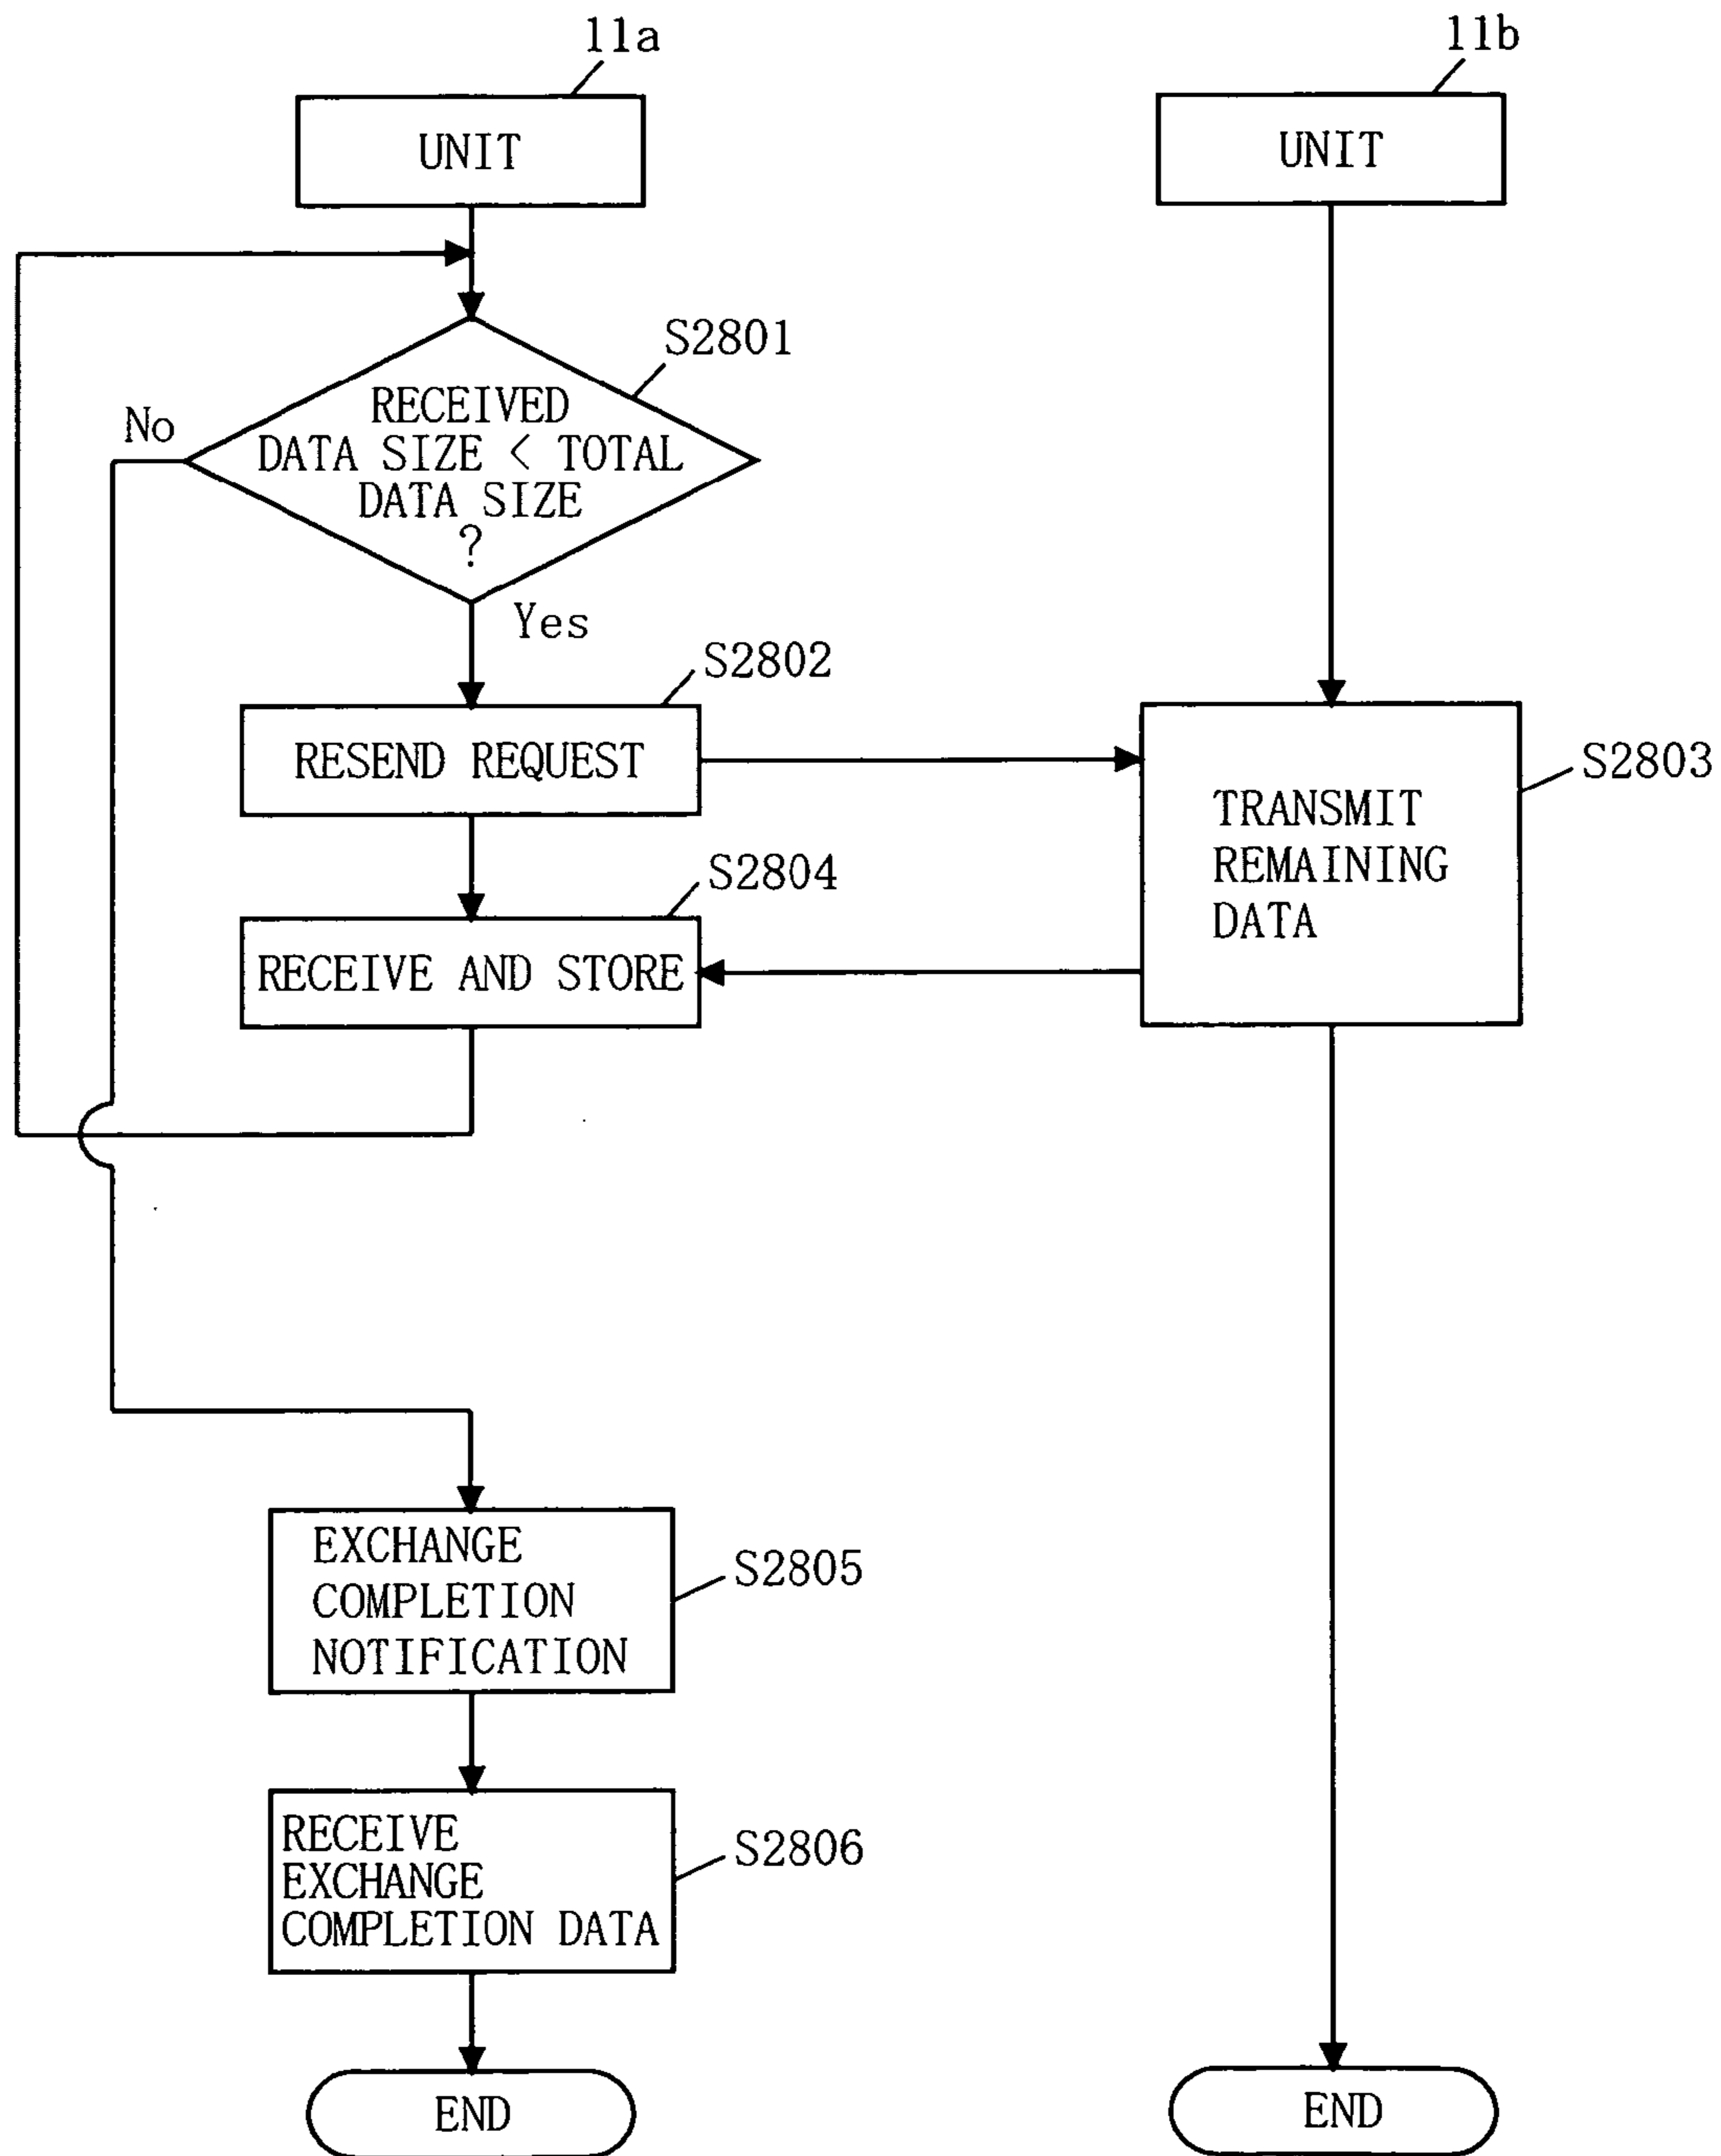 11a
11b
UNIT
UNIT
S2801
RECEIVED
DATA SIZE < TOTAL
DATA SIZE
?
No
Yes
S2802
RESEND REQUEST
S2803
TRANSMIT
REMAINING
DATA
S2804
RECEIVE AND STORE
EXCHANGE
COMPLETION
NOTIFICATION
S2805
RECEIVE
EXCHANGE
COMPLETION DATA
S2806
END
END